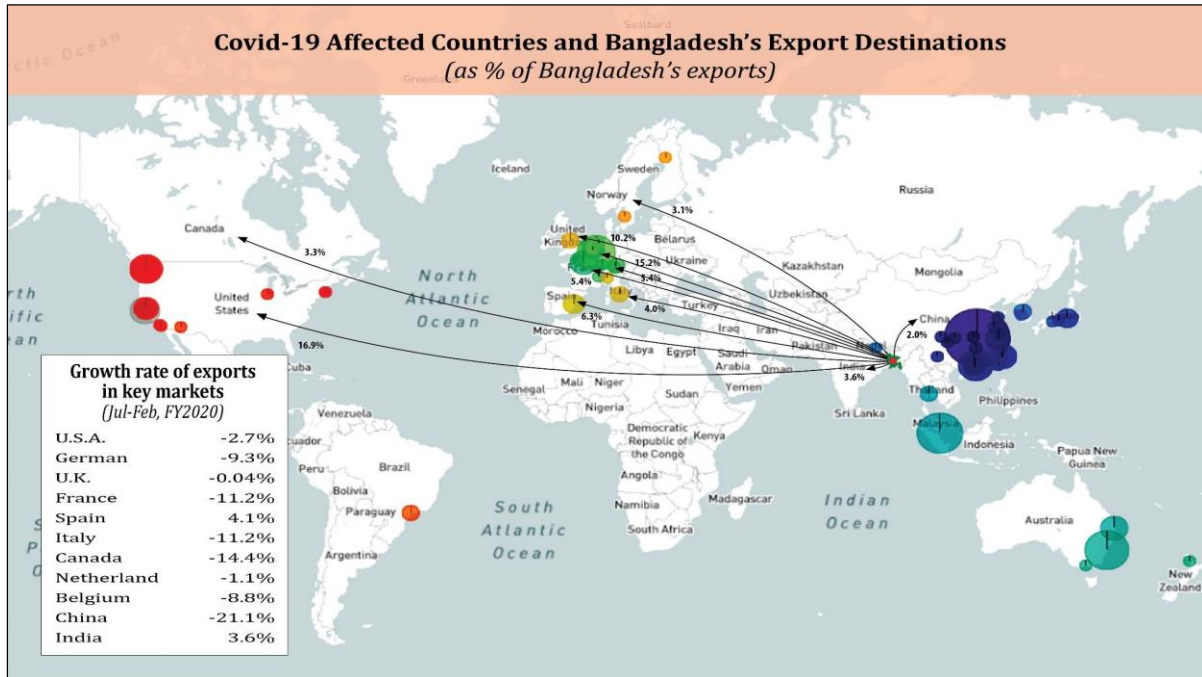 Covid-19 Affected Countries and Bangladesh's Export Destinations
(as % of Bangladesh's exports)
Svalbard
Arctic Ocean
Greenland
Iceland
Sweden
Norway
Russia
3.1%
Canada
3.3%
United
Kingdom
10.2%
Belarus
15.2%
Ukraine
5.4%
5.4%
Kazakhstan
Mongolia
North
Atlantic
Ocean
United
States
Spain
Italy
6.3%
4.0%
Turkey
Uzbekistan
China
2.0%
Morocco
Tunisia
Iraq
Iran
Pakistan
Nepal
16.9%
Libya
Egypt
Saudi
Arabia
Oman
India
3.6%
Cuba
Mali
Niger
Senegal
Sudan
Yemen
Thailand
Philippines
Nigeria
Sri Lanka
Venezuela
Malaysia
Indonesia
Democratic
Republic of
the Congo
Kenya
Papua New
Guinea
Peru
Brazil
Bolivia
Angola
Paraguay
Namibia
Madagascar
South
Atlantic
Ocean
Indian
Ocean
Australia
South Africa
Argentina
New
Zealand
Growth rate of exports
in key markets
(Jul-Feb, FY2020)
U.S.A. -2.7%
German -9.3%
U.K. -0.04%
France -11.2%
Spain 4.1%
Italy -11.2%
Canada -14.4%
Netherland -1.1%
Belgium -8.8%
China -21.1%
India 3.6%